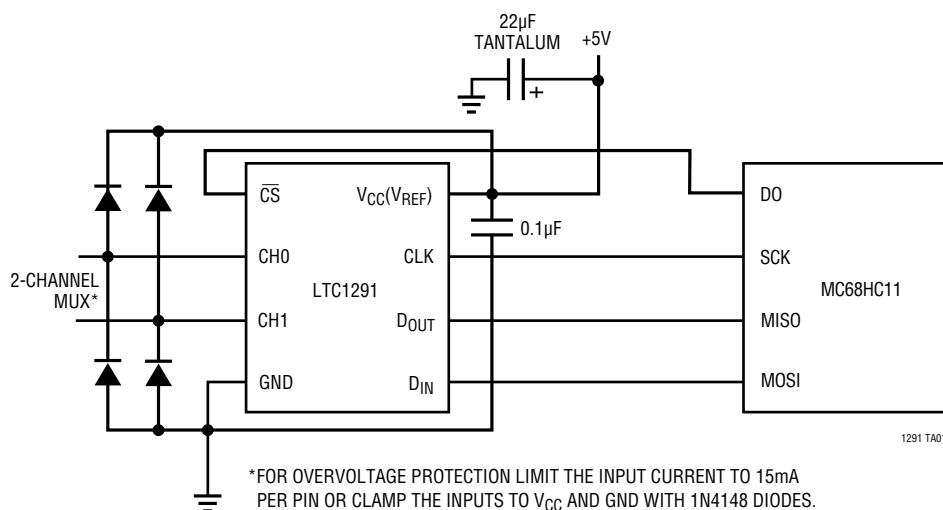 22µF
TANTALUM
+5V
+
CS
VCC(VREF)
DO
0.1µF
CH0
CLK
SCK
2-CHANNEL
MUX*
LTC1291
MC68HC11
CH1
DOUT
MISO
GND
DIN
MOSI
1291 TA01
*FOR OVERVOLTAGE PROTECTION LIMIT THE INPUT CURRENT TO 15mA
PER PIN OR CLAMP THE INPUTS TO VCC AND GND WITH 1N4148 DIODES.